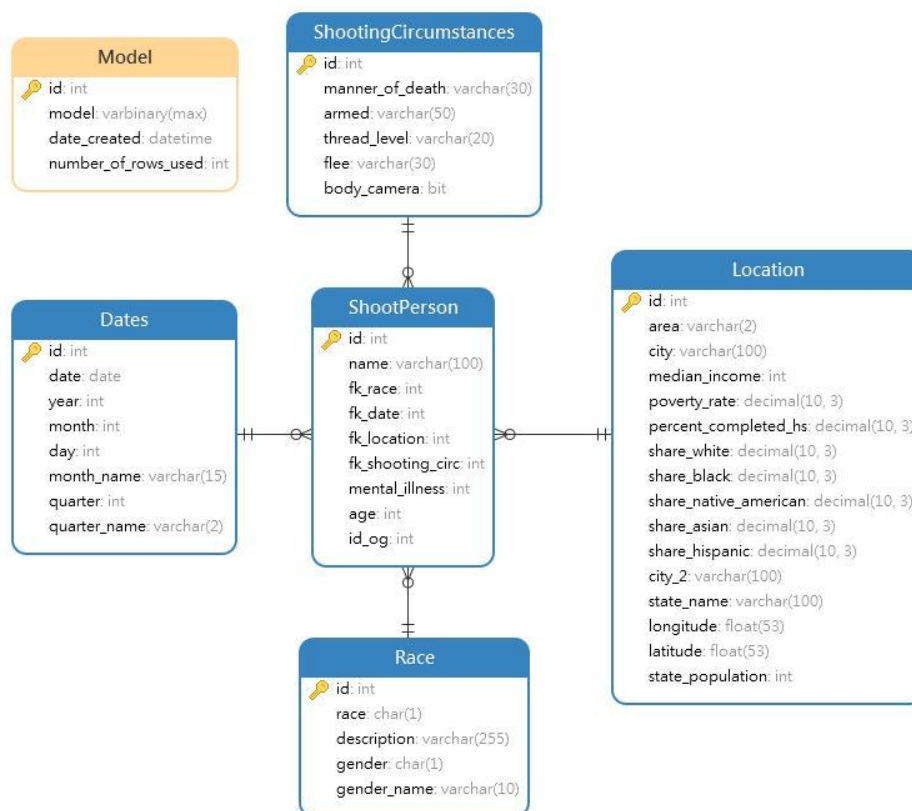 Model
id: int
model: varbinary(max)
date_created: datetime
number_of_rows_used: int
ShootingCircumstances
id: int
manner_of_death: varchar(30)
armed: varchar(50)
thread_level: varchar(20)
flee: varchar(30)
body_camera: bit
Dates
id: int
date: date
year: int
month: int
day: int
month_name: varchar(15)
quarter: int
quarter_name: varchar(2)
ShootPerson
id: int
name: varchar(100)
fk_race: int
fk_date: int
fk_location: int
fk_shooting_circ: int
mental_illness: int
age: int
id_og: int
Location
id: int
area: varchar(2)
city: varchar(100)
median_income: int
poverty_rate: decimal(10, 3)
percent_completed_hs: decimal(10, 3)
share_white: decimal(10, 3)
share_black: decimal(10, 3)
share_native_american: decimal(10, 3)
share_asian: decimal(10, 3)
share_hispanic: decimal(10, 3)
city_2: varchar(100)
state_name: varchar(100)
longitude: float(53)
latitude: float(53)
state_population: int
Race
id: int
race: char(1)
description: varchar(255)
gender: char(1)
gender_name: varchar(10)